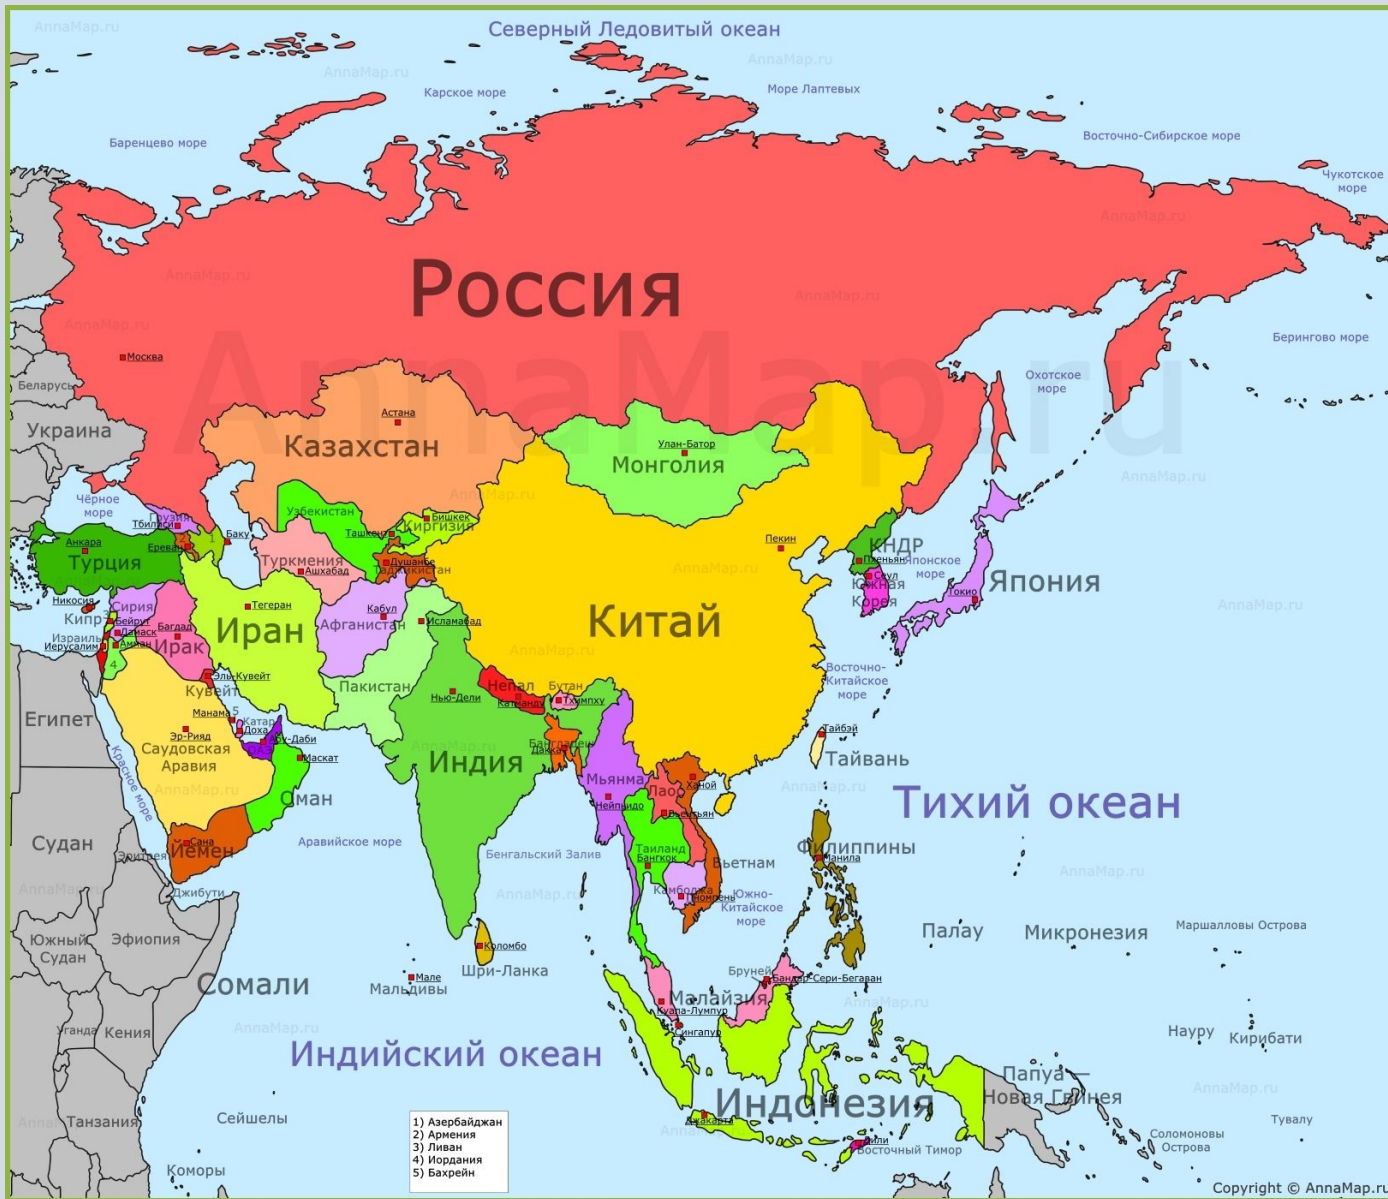 AnnaMap.ru
Северный Ледовитый океан
Карское море
Море Лаптевых
Баренцево море
Восточно-Сибирское море
Чукотское
море
Россия
AnnaMap.ru
Москва
Берингово море
Охотское
море
Беларусь
Украина
Астана
Казахстан
Улан-Батор
Монголия
Чёрное
море
Грузия
Тбилиси
Узбекистан
Ташкент
Бишкек
Киргизия
Анкара
Турция
Ереван
2
1
Баку
Туркмения
Ашхабад
Душанбе
Таджикистан
Пекин
КНДР
Пхеньян
Японское
море
Сеул
Южная
Корея
Токио
Япония
Никосия
Кипр
3
Сирия
Бейрут
Дамаск
Израиль
Иерусалим
Амман
4
Багдад
Ирак
Тегеран
Иран
Кабул
Афганистан
Исламабад
Китай
Эль-Кувейт
Кувейт
Пакистан
Нью-Дели
Непал
Катманду
Бутан
Тхимпху
Восточно-
Китайское
море
Египет
Красное море
Манама
5
Катар
Доха
Абу-Даби
ОАЭ
Эр-Рияд
Саудовская
Аравия
Маскат
Оман
Индия
Бангладеш
Дакка
Мьянма
Нейпьидо
Лаос
Ханой
Вьентьян
Тайбэй
Тайвань
Тихий океан
Судан
Эритрея
Сана
Йемен
Джибути
Аравийское море
Бенгальский Залив
Таиланд
Бангкок
Вьетнам
Камбоджа
Пномпень
Южно-
Китайское
море
Филиппины
Манила
Южный
Судан
Эфиопия
Сомали
Коломбо
Шри-Ланка
Мале
Мальдивы
Палау
Микронезия
Маршалловы Острова
Бруней
Бандар-Сери-Бегаван
Малайзия
Куала-Лумпур
Сингапур
Уганда
Кения
Индийский океан
Науру
Кирибати
Танзания
Сейшелы
Коморы
Джакарта
Индонезия
Папуа —
Новая Гвинея
Дили
Восточный Тимор
Соломоновы
Острова
Тувалу
1) Азербайджан
2) Армения
3) Ливан
4) Иордания
5) Бахрейн
Copyright © AnnaMap.ru